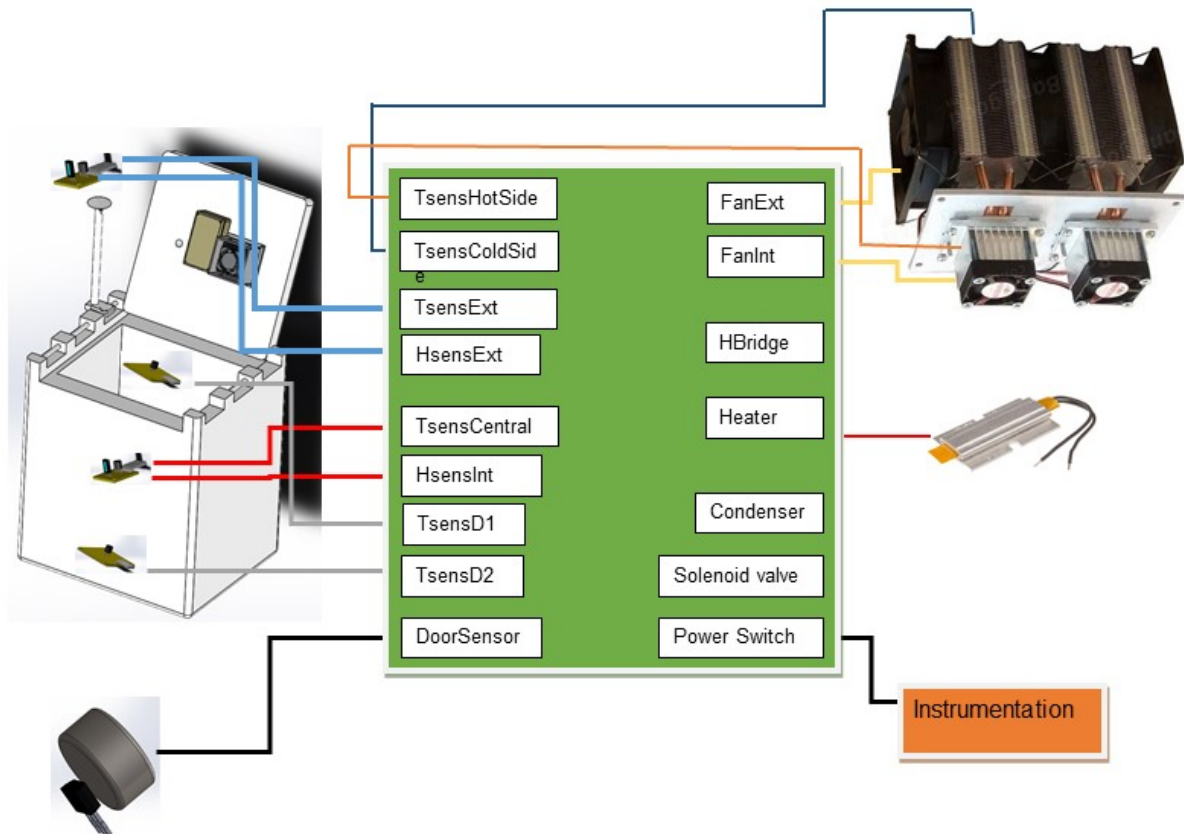 TsensHotSide
TsensColdSid
e
TsensExt
HsensExt
TsensCentral
HsensInt
TsensD1
TsensD2
DoorSensor
FanExt
FanInt
HBridge
Heater
Condenser
Solenoid valve
Power Switch
Instrumentation